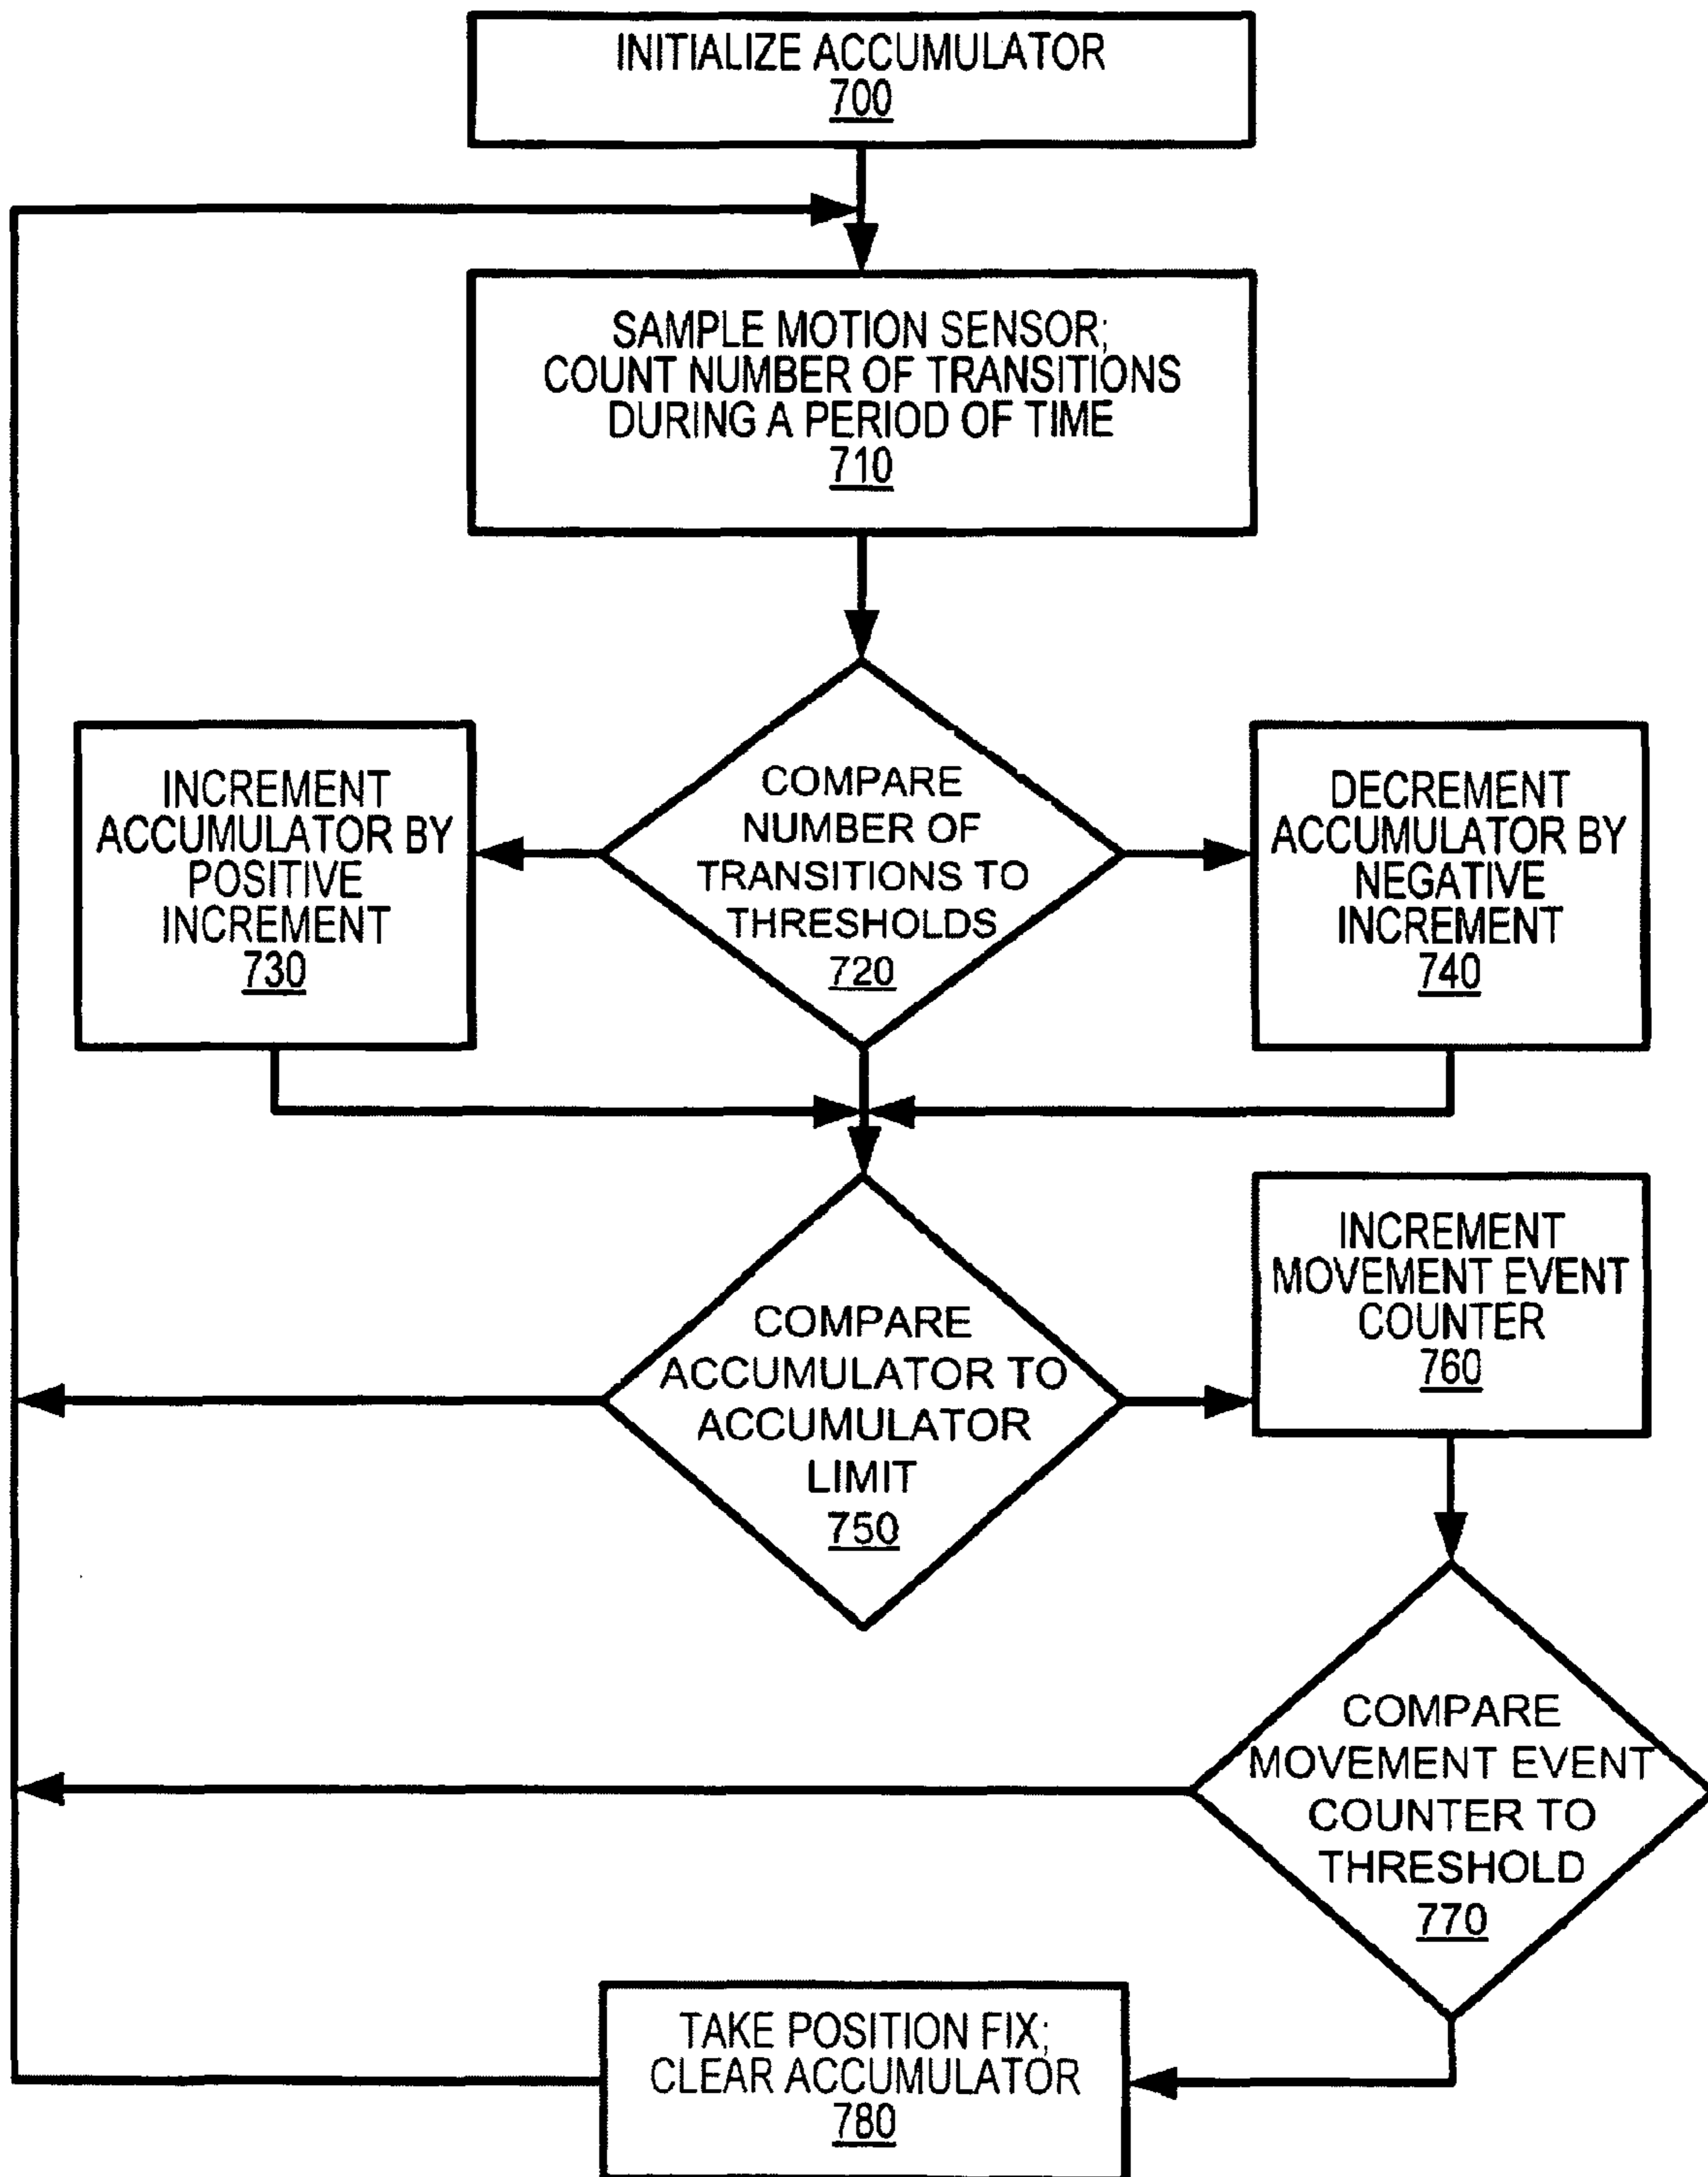 INITIALIZE ACCUMULATOR
700
SAMPLE MOTION SENSOR;
COUNT NUMBER OF TRANSITIONS
DURING A PERIOD OF TIME
710
COMPARE
NUMBER OF
TRANSITIONS TO
THRESHOLDS
720
INCREMENT
ACCUMULATOR BY
POSITIVE
INCREMENT
730
DECREMENT
ACCUMULATOR BY
NEGATIVE
INCREMENT
740
COMPARE
ACCUMULATOR TO
ACCUMULATOR
LIMIT
750
INCREMENT
MOVEMENT EVENT
COUNTER
760
COMPARE
MOVEMENT EVENT
COUNTER TO
THRESHOLD
770
TAKE POSITION FIX;
CLEAR ACCUMULATOR
780